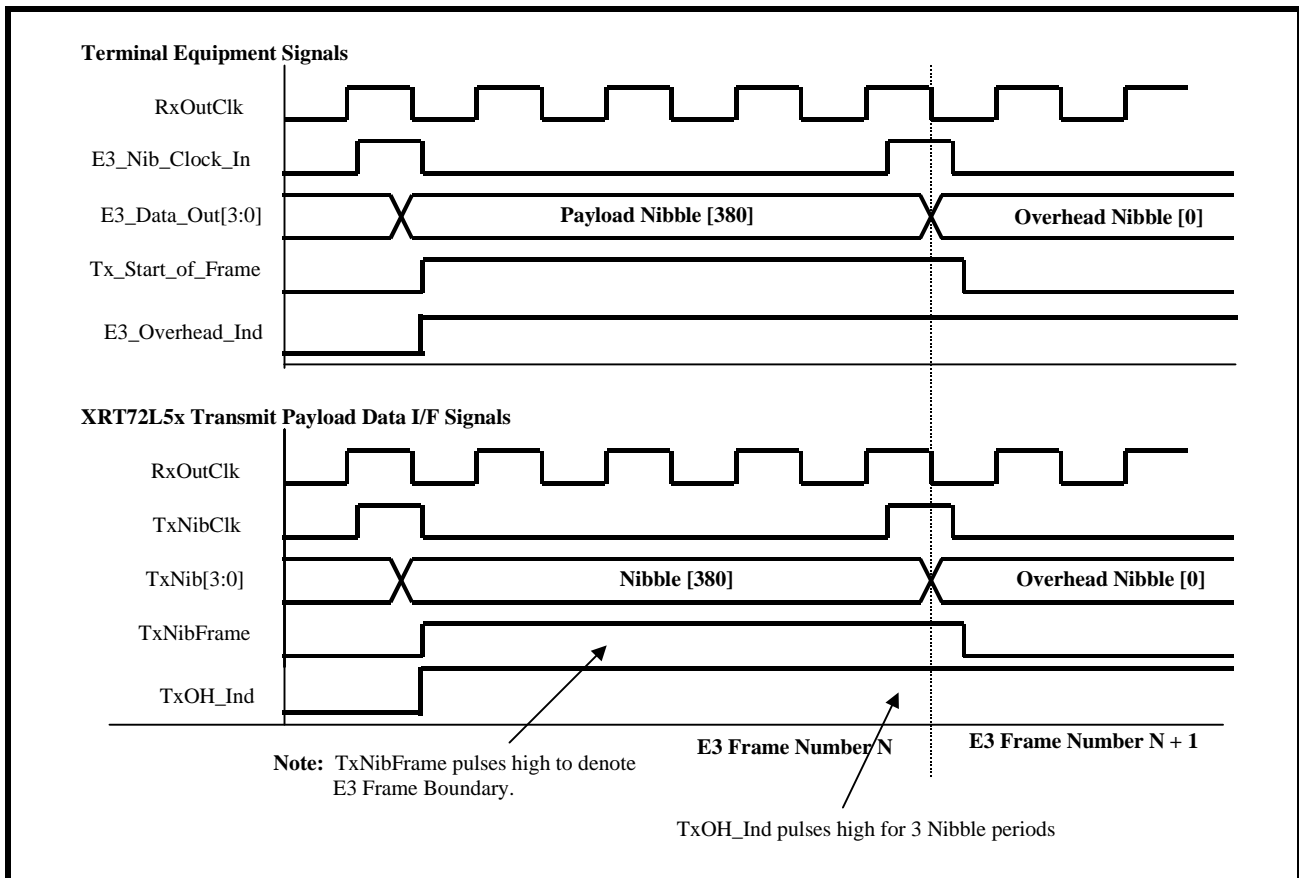 Terminal Equipment Signals
RxOutClk
E3_Nib_Clock_In
E3_Data_Out[3:0]
Payload Nibble [380]
Overhead Nibble [0]
Tx_Start_of_Frame
E3_Overhead_Ind
XRT72L5x Transmit Payload Data I/F Signals
RxOutClk
TxNibClk
TxNib[3:0]
Nibble [380]
Overhead Nibble [0]
TxNibFrame
TxOH_Ind
E3 Frame Number N
E3 Frame Number N + 1
Note: TxNibFrame pulses high to denote
E3 Frame Boundary.
TxOH_Ind pulses high for 3 Nibble periods